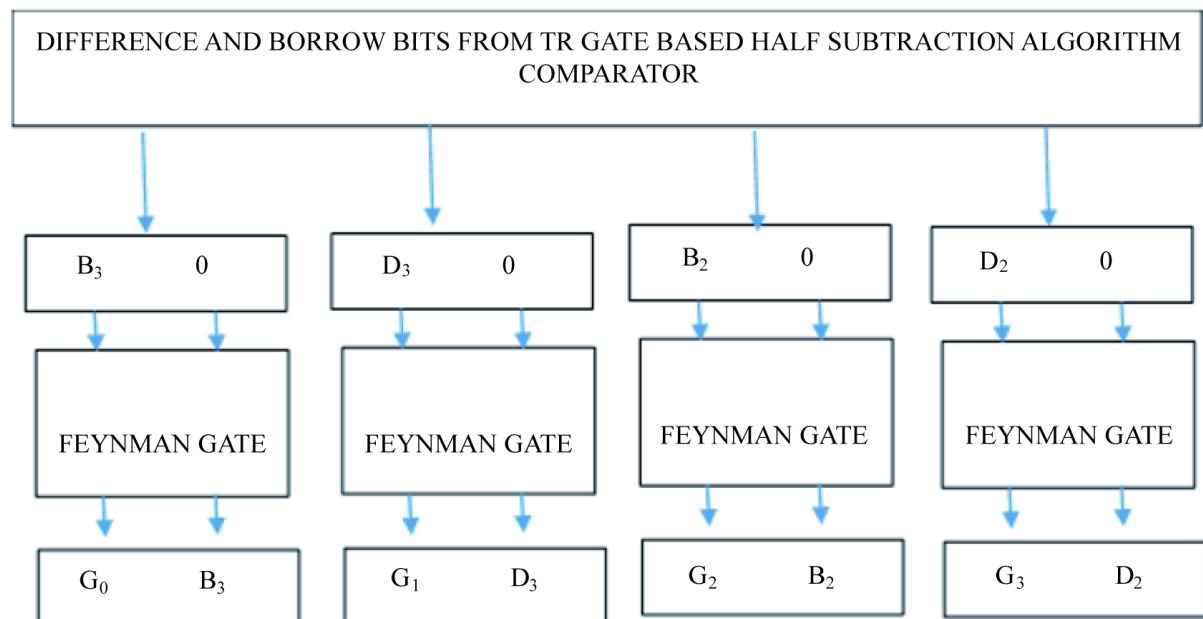 DIFFERENCE AND BORROW BITS FROM TR GATE BASED HALF SUBTRACTION ALGORITHM
COMPARATOR
B₃ 0
D₃ 0
B₂ 0
D₂ 0
FEYNMAN GATE
FEYNMAN GATE
FEYNMAN GATE
FEYNMAN GATE
G₀ B₃
G₁ D₃
G₂ B₂
G₃ D₂